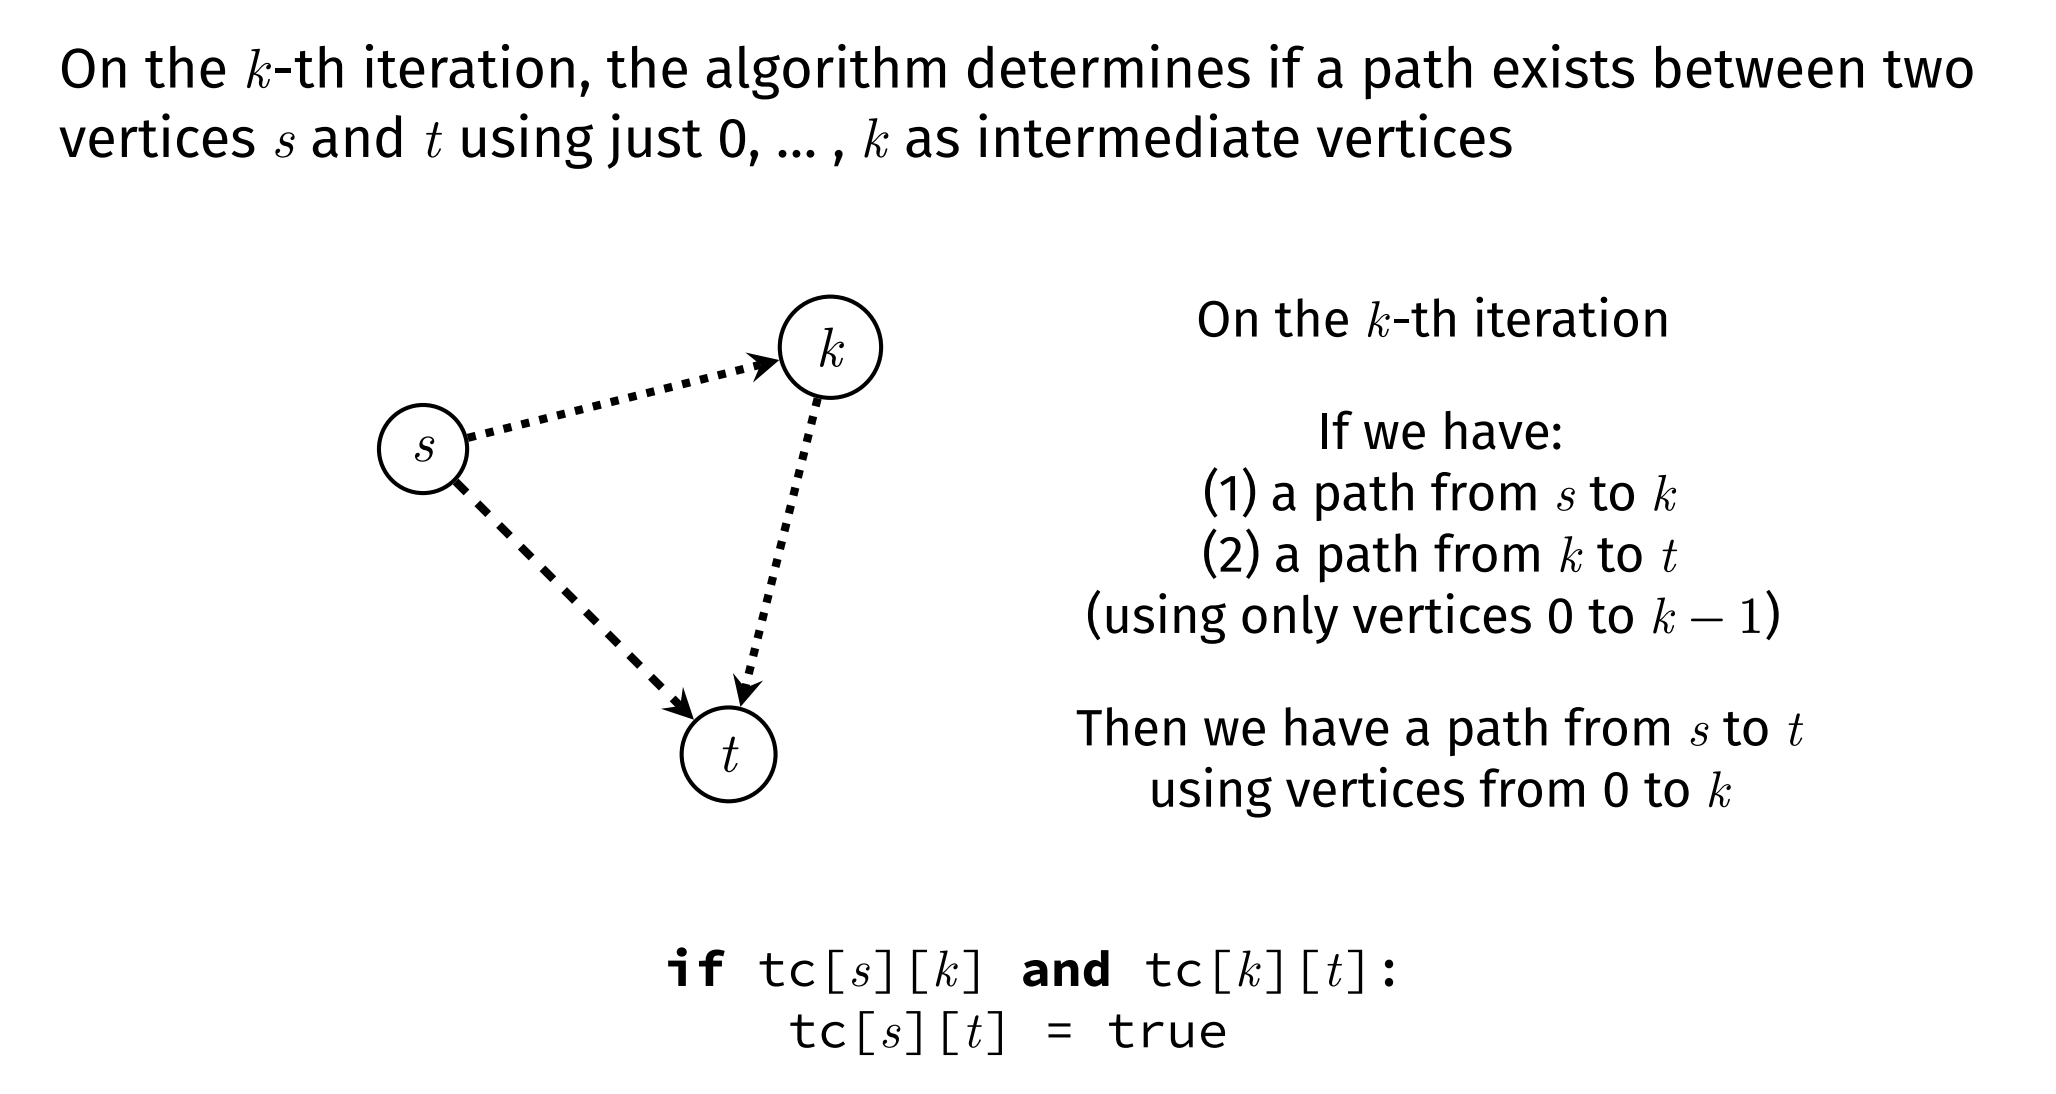 On the k-th iteration, the algorithm determines if a path exists between two
vertices s and t using just 0, ... , k as intermediate vertices
k
s
t
On the k-th iteration
If we have:
(1) a path from s to k
(2) a path from k to t
(using only vertices 0 to k − 1)
Then we have a path from s to t
using vertices from 0 to k
if tc[s][k] and tc[k][t]:
tc[s][t] = true